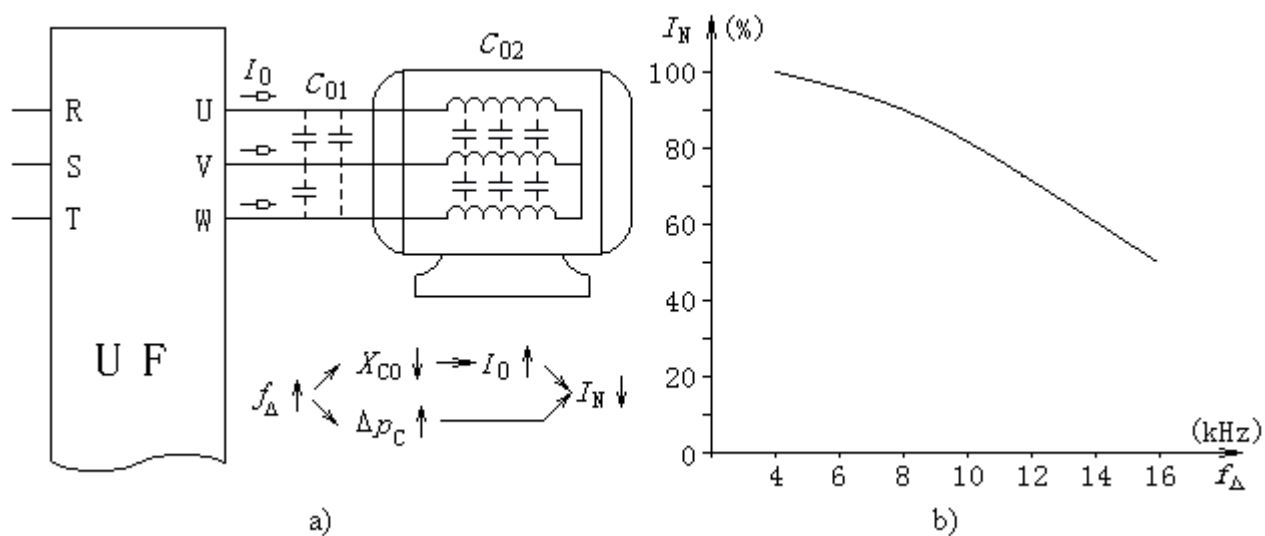 C02
I0
C01
R
U
S
V
T
W
U F
XC0 ↓ → I0 ↑
fΔ ↑
IN ↓
Δpc ↑
a)
IN (%)
100
80
60
40
20
0
4 6 8 10 12 14 16
(kHz)
fΔ
b)